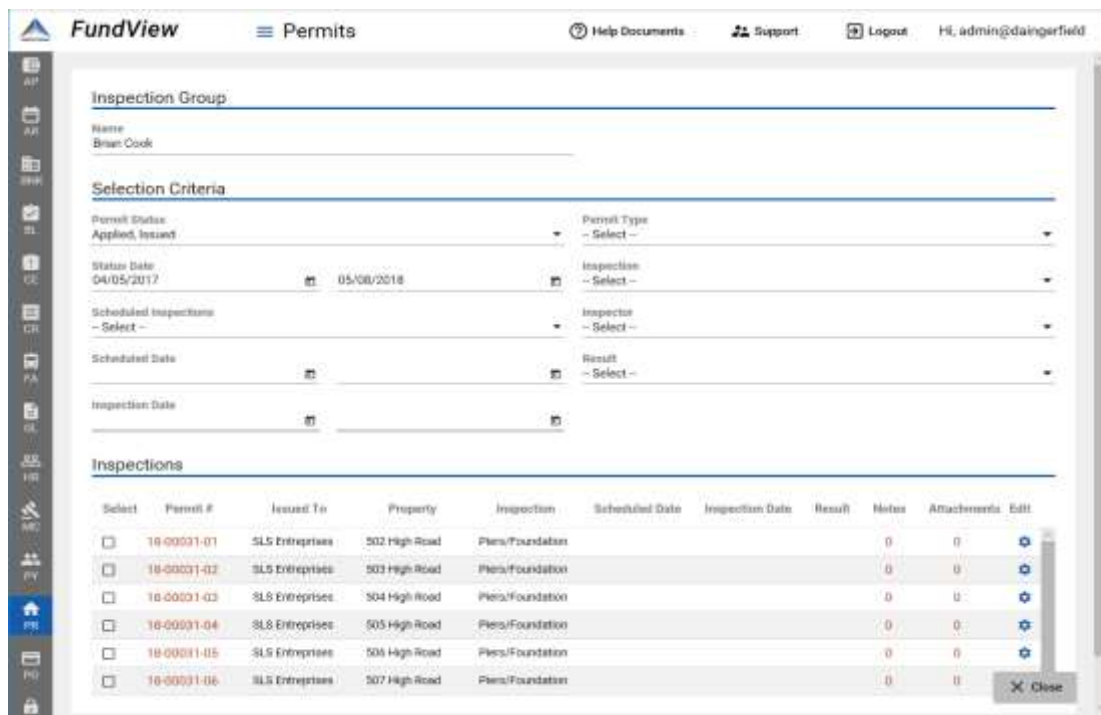 FundView
Permits
Help Documents
Support
Logout
Hi, admin@daingerfield
AP
AR
BNK
BL
CE
CR
FA
GL
HR
MC
PY
PR
PO
Inspection Group
Name
Brian Cook
Selection Criteria
Permit Status
Applied, Issued
Permit Type
-- Select --
Status Date
04/05/2017 05/08/2018
Inspection
-- Select --
Scheduled Inspections
-- Select --
Inspector
-- Select --
Scheduled Date
Result
-- Select --
Inspection Date
Inspections
Select Permit # Issued To Property Inspection Scheduled Date Inspection Date Result Notes Attachments Edit
18-00031-01 SLS Entreprises 502 High Road Piers/Foundation 0 0
18-00031-02 SLS Entreprises 503 High Road Piers/Foundation 0 0
18-00031-03 SLS Entreprises 504 High Road Piers/Foundation 0 0
18-00031-04 SLS Entreprises 505 High Road Piers/Foundation 0 0
18-00031-05 SLS Entreprises 506 High Road Piers/Foundation 0 0
18-00031-06 SLS Entreprises 507 High Road Piers/Foundation 0 0
Close